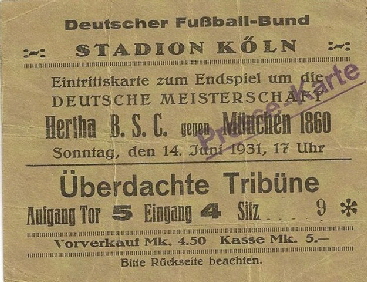 Deutscher Fußball-Bund
STADION KÖLN
Eintrittskarte zum Endspiel um die
DEUTSCHE MEISTERSCHAFT
Hertha B. S. C. gegen München 1860
Presse-Karte
Sonntag, den 14. Juni 1931, 17 Uhr
Überdachte Tribüne
Aufgang Tor 5 Eingang 4 Sitz.... 9 ✻
Vorverkauf Mk. 4.50 Kasse Mk. 5.—
Bitte Rückseite beachten.